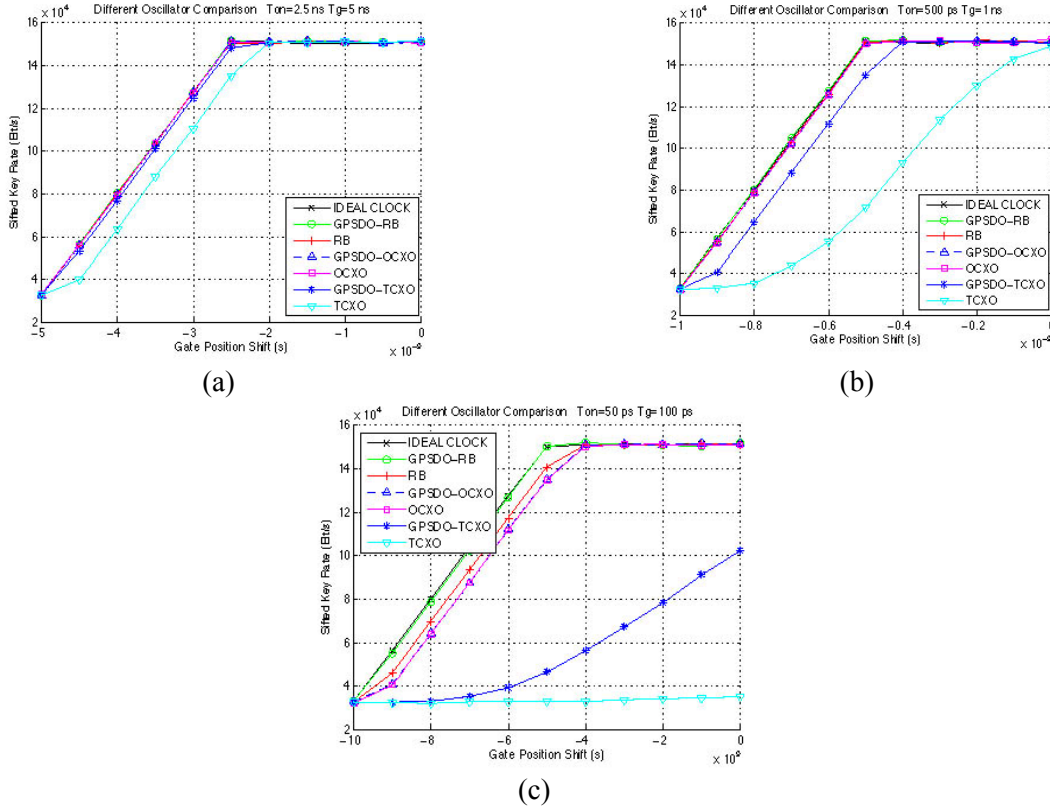 Different Oscillator Comparison Ton=2.5 ns Tg=5 ns
x 10^4
16
14
12
10
8
6
4
2
Sifted Key Rate (Bit/s)
IDEAL CLOCK
GPSDO-RB
RB
GPSDO-OCXO
OCXO
GPSDO-TCXO
TCXO
-5 -4 -3 -2 -1 0
Gate Position Shift (s)
(a)
Different Oscillator Comparison Ton=500 ps Tg=1 ns
x 10^4
16
14
12
10
8
6
4
2
Sifted Key Rate (Bit/s)
IDEAL CLOCK
GPSDO-RB
RB
GPSDO-OCXO
OCXO
GPSDO-TCXO
TCXO
-1 -0.8 -0.6 -0.4 -0.2 0
Gate Position Shift (s)
(b)
Different Oscillator Comparison Ton=50 ps Tg=100 ps
x 10^4
16
14
12
10
8
6
4
2
Sifted Key Rate (Bit/s)
IDEAL CLOCK
GPSDO-RB
RB
GPSDO-OCXO
OCXO
GPSDO-TCXO
TCXO
-10 -8 -6 -4 -2 0
Gate Position Shift (s)
(c)